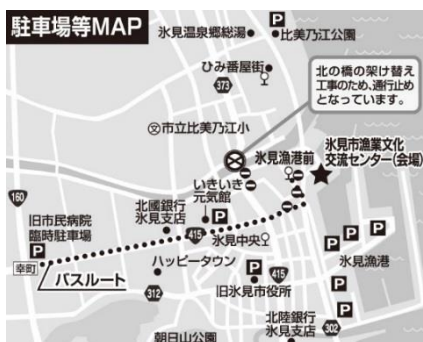 駐車場等MAP
氷見温泉郷総湯
P
比美乃江公園
ひみ番屋街
373
北の橋の架け替え
工事のため、通行止め
となっています。
市立比美乃江小
氷見漁港前
氷見市漁業文化
交流センター(会場)
いきいき
元気館
160
北國銀行
氷見支店
P
旧市民病院
臨時駐車場
415
氷見中央
P
P
P
P
幸町
バスルート
ハッピータウン
P
415
氷見漁港
312
旧氷見市役所
P
北陸銀行
氷見支店
302
朝日山公園